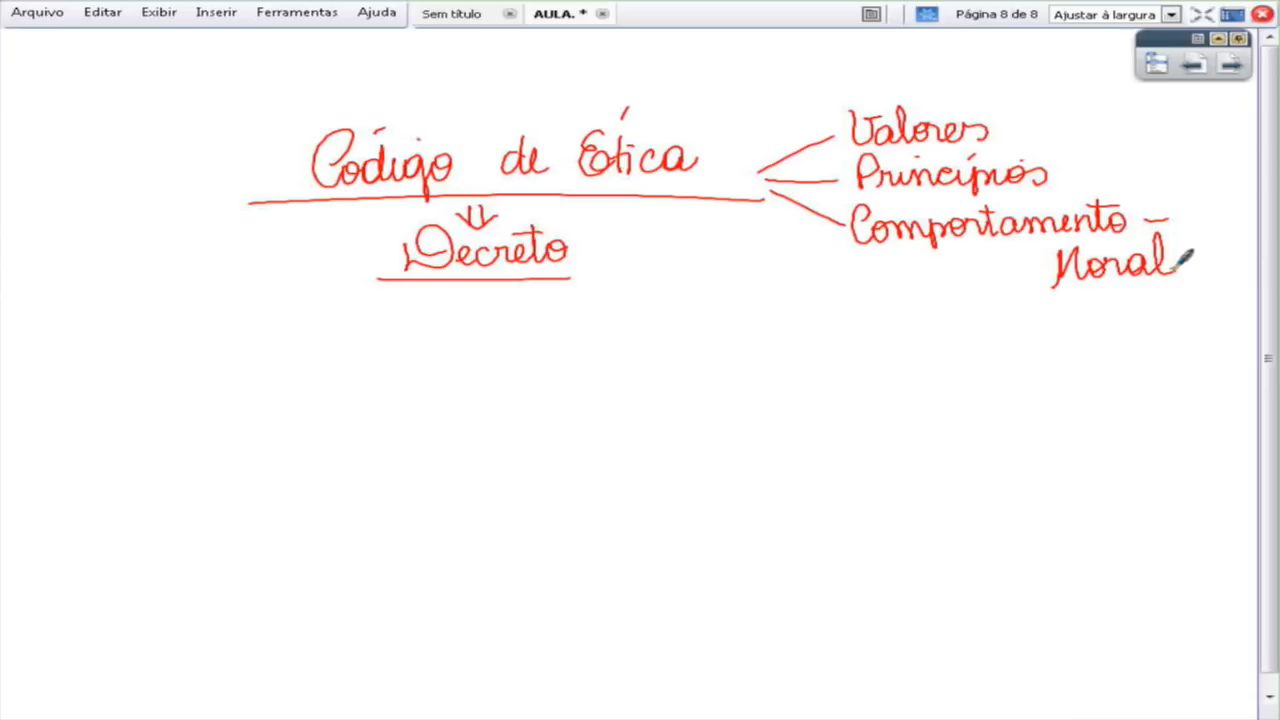 Arquivo Editar Exibir Inserir Ferramentas Ajuda Sem título AULA. * Página 8 de 8 Ajustar à largura
Código de Ética
Decreto
Valores
Princípios
Comportamento –
Moral